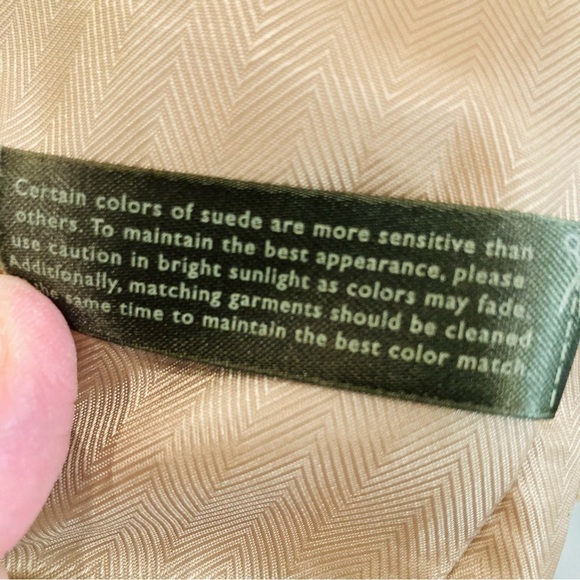 Certain colors of suede are more sensitive than
others. To maintain the best appearance, please
use caution in bright sunlight as colors may fade.
Additionally, matching garments should be cleaned
the same time to maintain the best color match